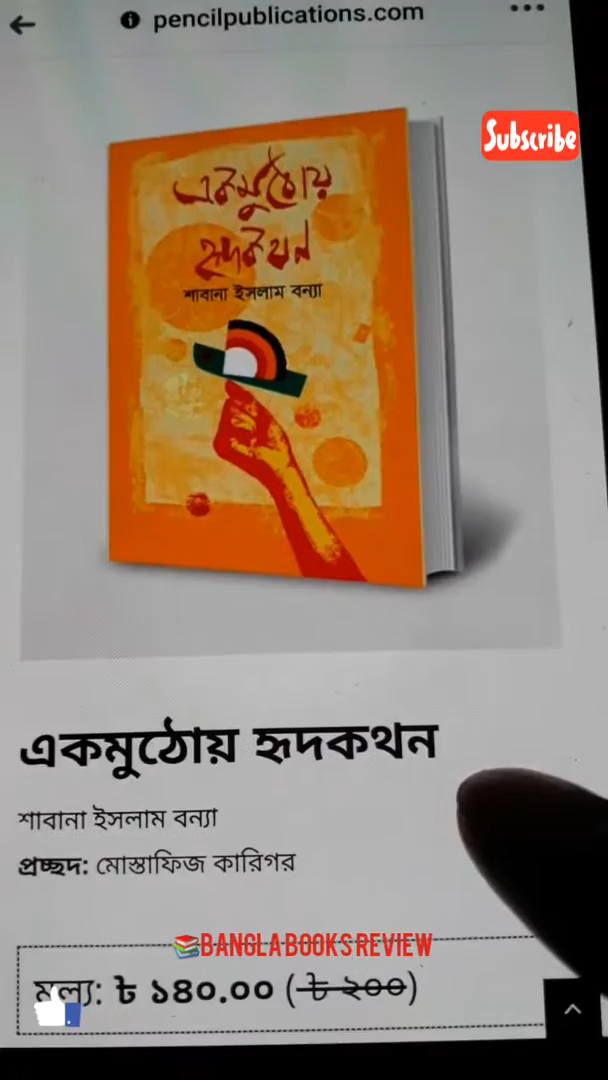 pencilpublications.com
Subscribe
একমুঠোয়
হৃদকথন
শাবানা ইসলাম বন্যা
একমুঠোয় হৃদকথন
শাবানা ইসলাম বন্যা
প্রচ্ছদ: মোস্তাফিজ কারিগর
📚BANGLA BOOKS REVIEW
মূল্য: ৳ ১৪০.০০ (৳ ২০০)